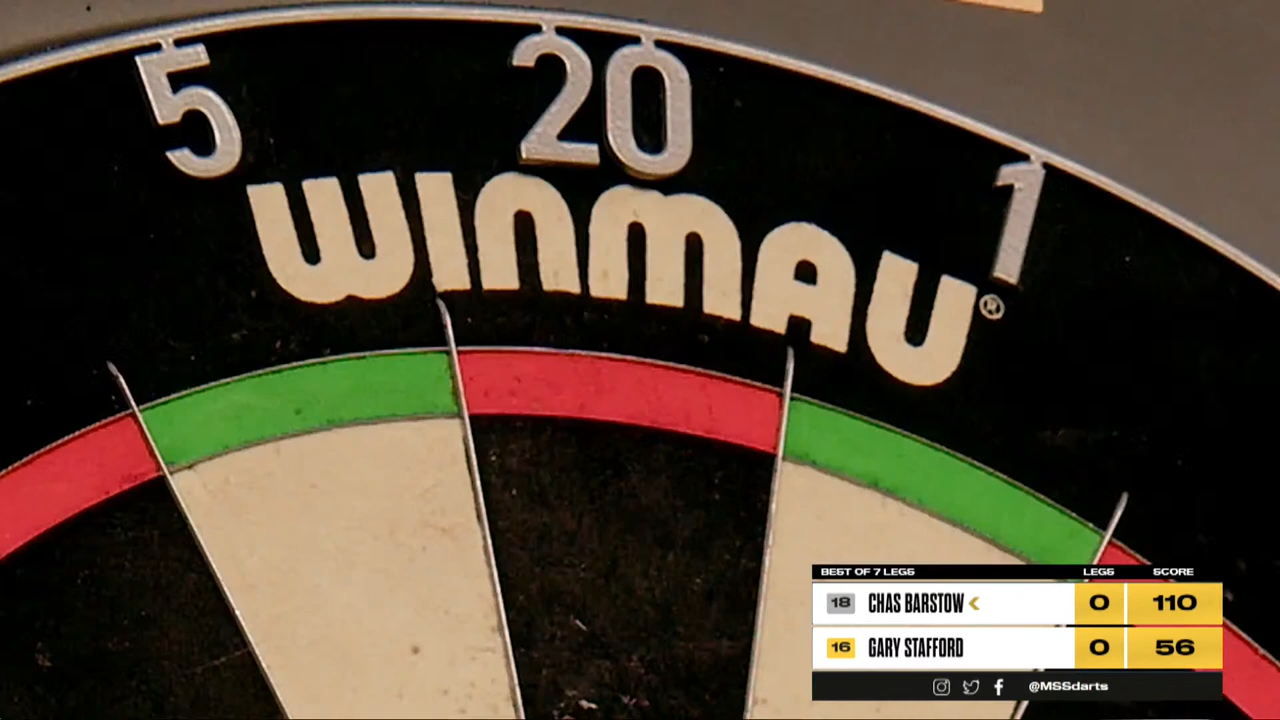 5 20 1
WINMAU®
BEST OF 7 LEGS LEGS SCORE
18 CHAS BARSTOW 0 110
16 GARY STAFFORD 0 56
@MSSdarts